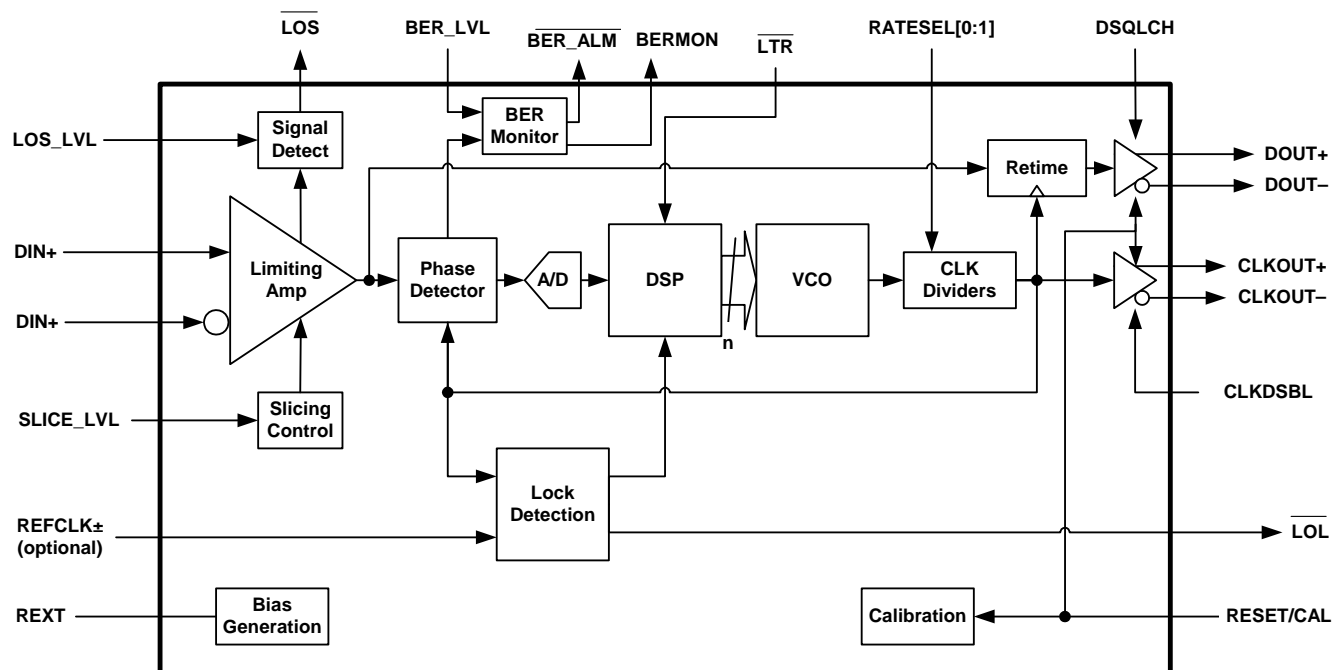 LOS
BER_LVL
BER_ALM
BERMON
LTR
RATESEL[0:1]
DSQLCH
LOS_LVL
Signal
Detect
BER
Monitor
Retime
DOUT+
DOUT–
DIN+
Limiting
Amp
Phase
Detector
A/D
DSP
n
VCO
CLK
Dividers
CLKOUT+
CLKOUT–
DIN+
SLICE_LVL
Slicing
Control
CLKDSBL
REFCLK±
(optional)
Lock
Detection
LOL
REXT
Bias
Generation
Calibration
RESET/CAL